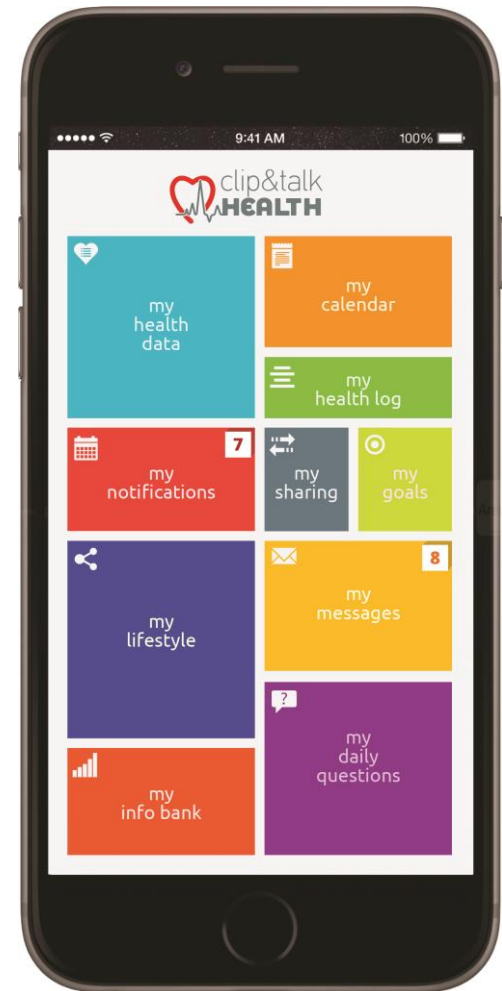 9:41 AM
100%
clip&talk
HEALTH
my
health
data
my
calendar
my
health log
my
notifications
7
my
sharing
my
goals
my
lifestyle
my
messages
8
my
info bank
?
my
daily
questions